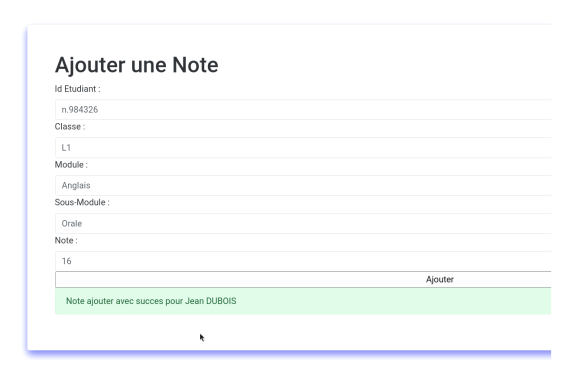 Ajouter une Note
Id Etudiant :
n.984326
Classe :
L1
Module :
Anglais
Sous-Module :
Orale
Note :
16
Ajouter
Note ajouter avec succes pour Jean DUBOIS